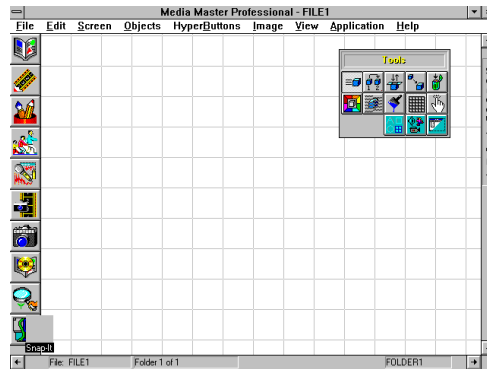 Media Master Professional - FILE1
File Edit Screen Objects HyperButtons Image View Application Help
Tools
Snap-It
File: FILE1 Folder 1 of 1 FOLDER1